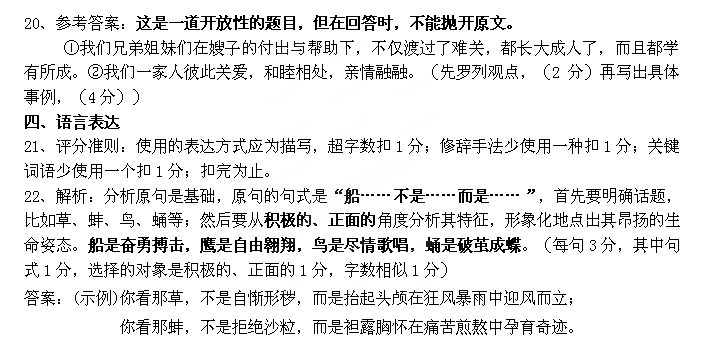 20、参考答案：这是一道开放性的题目，但在回答时，不能抛开原文。
①我们兄弟姐妹们在嫂子的付出与帮助下，不仅渡过了难关，都长大成人了，而且都学
有所成。②我们一家人彼此关爱，和睦相处，亲情融融。（先罗列观点，（2 分）再写出具体
事例，（4分））
四、语言表达
21、评分准则：使用的表达方式应为描写，超字数扣1分；修辞手法少使用一种扣1分；关键
词语少使用一个扣1分；扣完为止。
22、解析：分析原句是基础，原句的句式是“船……不是……而是……”，首先要明确话题，
比如草、蚌、鸟、蛹等；然后要从积极的、正面的角度分析其特征，形象化地点出其昂扬的生
命姿态。船是奋勇搏击，鹰是自由翱翔，鸟是尽情歌唱，蛹是破茧成蝶。（每句3分，其中句
式1分，选择的对象是积极的、正面的1分，字数相似1分）
答案：(示例)你看那草，不是自惭形秽，而是抬起头颅在狂风暴雨中迎风而立；
你看那蚌，不是拒绝沙粒，而是袒露胸怀在痛苦煎熬中孕育奇迹。